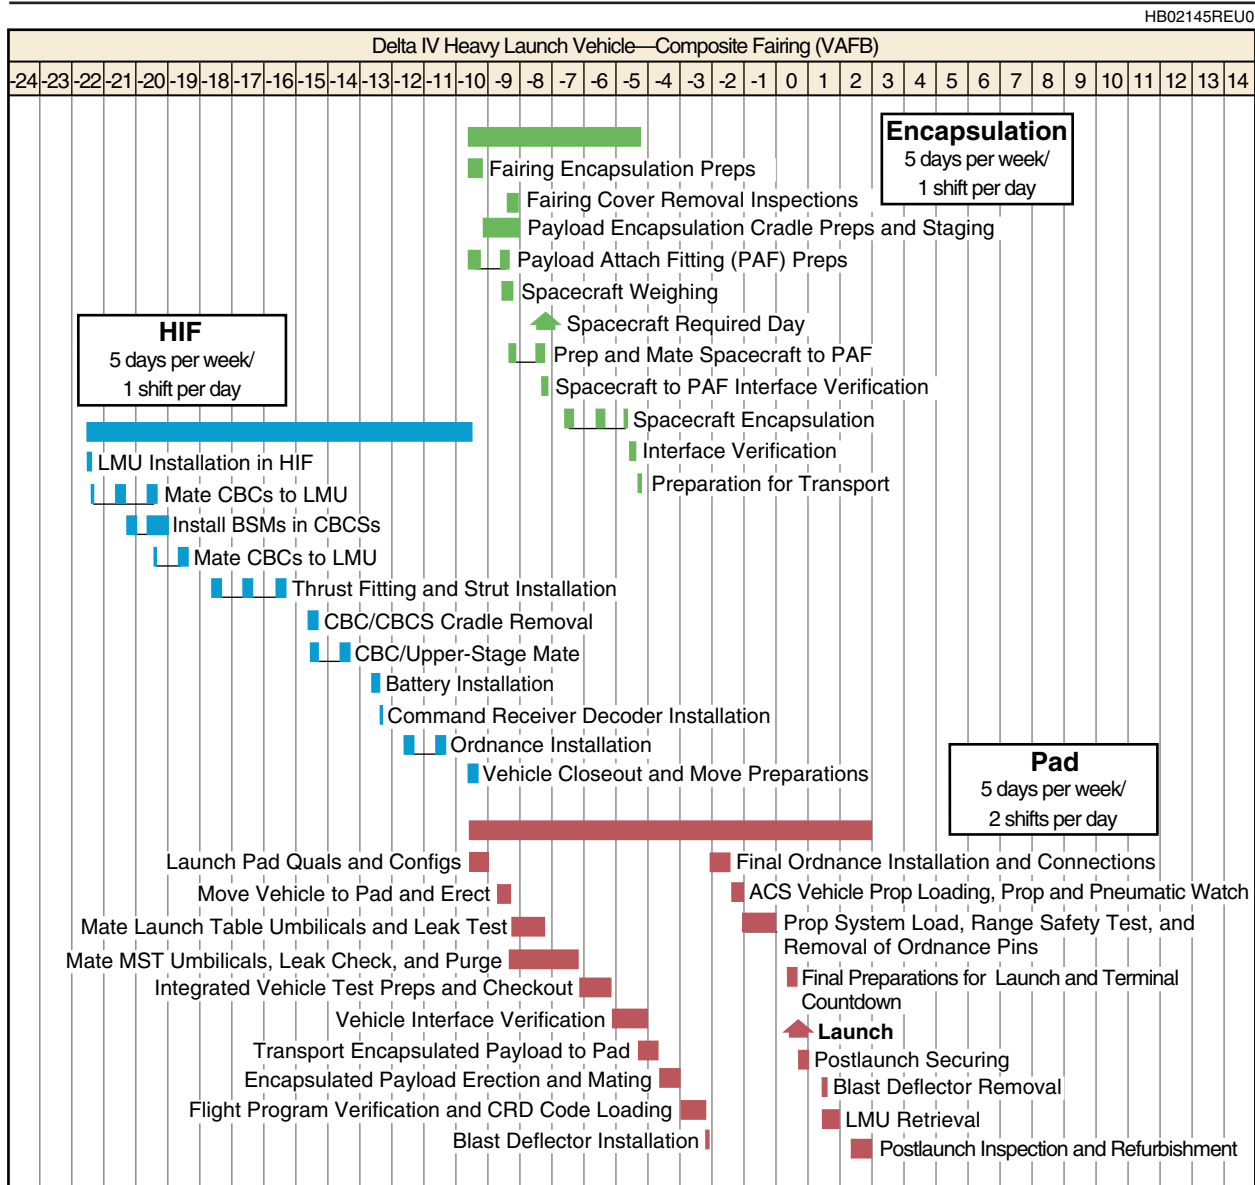 HB02145REU0
Delta IV Heavy Launch Vehicle—Composite Fairing (VAFB)
-24 -23 -22 -21 -20 -19 -18 -17 -16 -15 -14 -13 -12 -11 -10 -9 -8 -7 -6 -5 -4 -3 -2 -1 0 1 2 3 4 5 6 7 8 9 10 11 12 13 14
Encapsulation
5 days per week/
1 shift per day
Fairing Encapsulation Preps
Fairing Cover Removal Inspections
Payload Encapsulation Cradle Preps and Staging
Payload Attach Fitting (PAF) Preps
Spacecraft Weighing
Spacecraft Required Day
Prep and Mate Spacecraft to PAF
Spacecraft to PAF Interface Verification
Spacecraft Encapsulation
Interface Verification
Preparation for Transport
HIF
5 days per week/
1 shift per day
LMU Installation in HIF
Mate CBCs to LMU
Install BSMs in CBCSs
Mate CBCs to LMU
Thrust Fitting and Strut Installation
CBC/CBCS Cradle Removal
CBC/Upper-Stage Mate
Battery Installation
Command Receiver Decoder Installation
Ordnance Installation
Vehicle Closeout and Move Preparations
Pad
5 days per week/
2 shifts per day
Launch Pad Quals and Configs
Move Vehicle to Pad and Erect
Mate Launch Table Umbilicals and Leak Test
Mate MST Umbilicals, Leak Check, and Purge
Integrated Vehicle Test Preps and Checkout
Vehicle Interface Verification
Transport Encapsulated Payload to Pad
Encapsulated Payload Erection and Mating
Flight Program Verification and CRD Code Loading
Blast Deflector Installation
Final Ordnance Installation and Connections
ACS Vehicle Prop Loading, Prop and Pneumatic Watch
Prop System Load, Range Safety Test, and
Removal of Ordnance Pins
Final Preparations for Launch and Terminal
Countdown
Launch
Postlaunch Securing
Blast Deflector Removal
LMU Retrieval
Postlaunch Inspection and Refurbishment